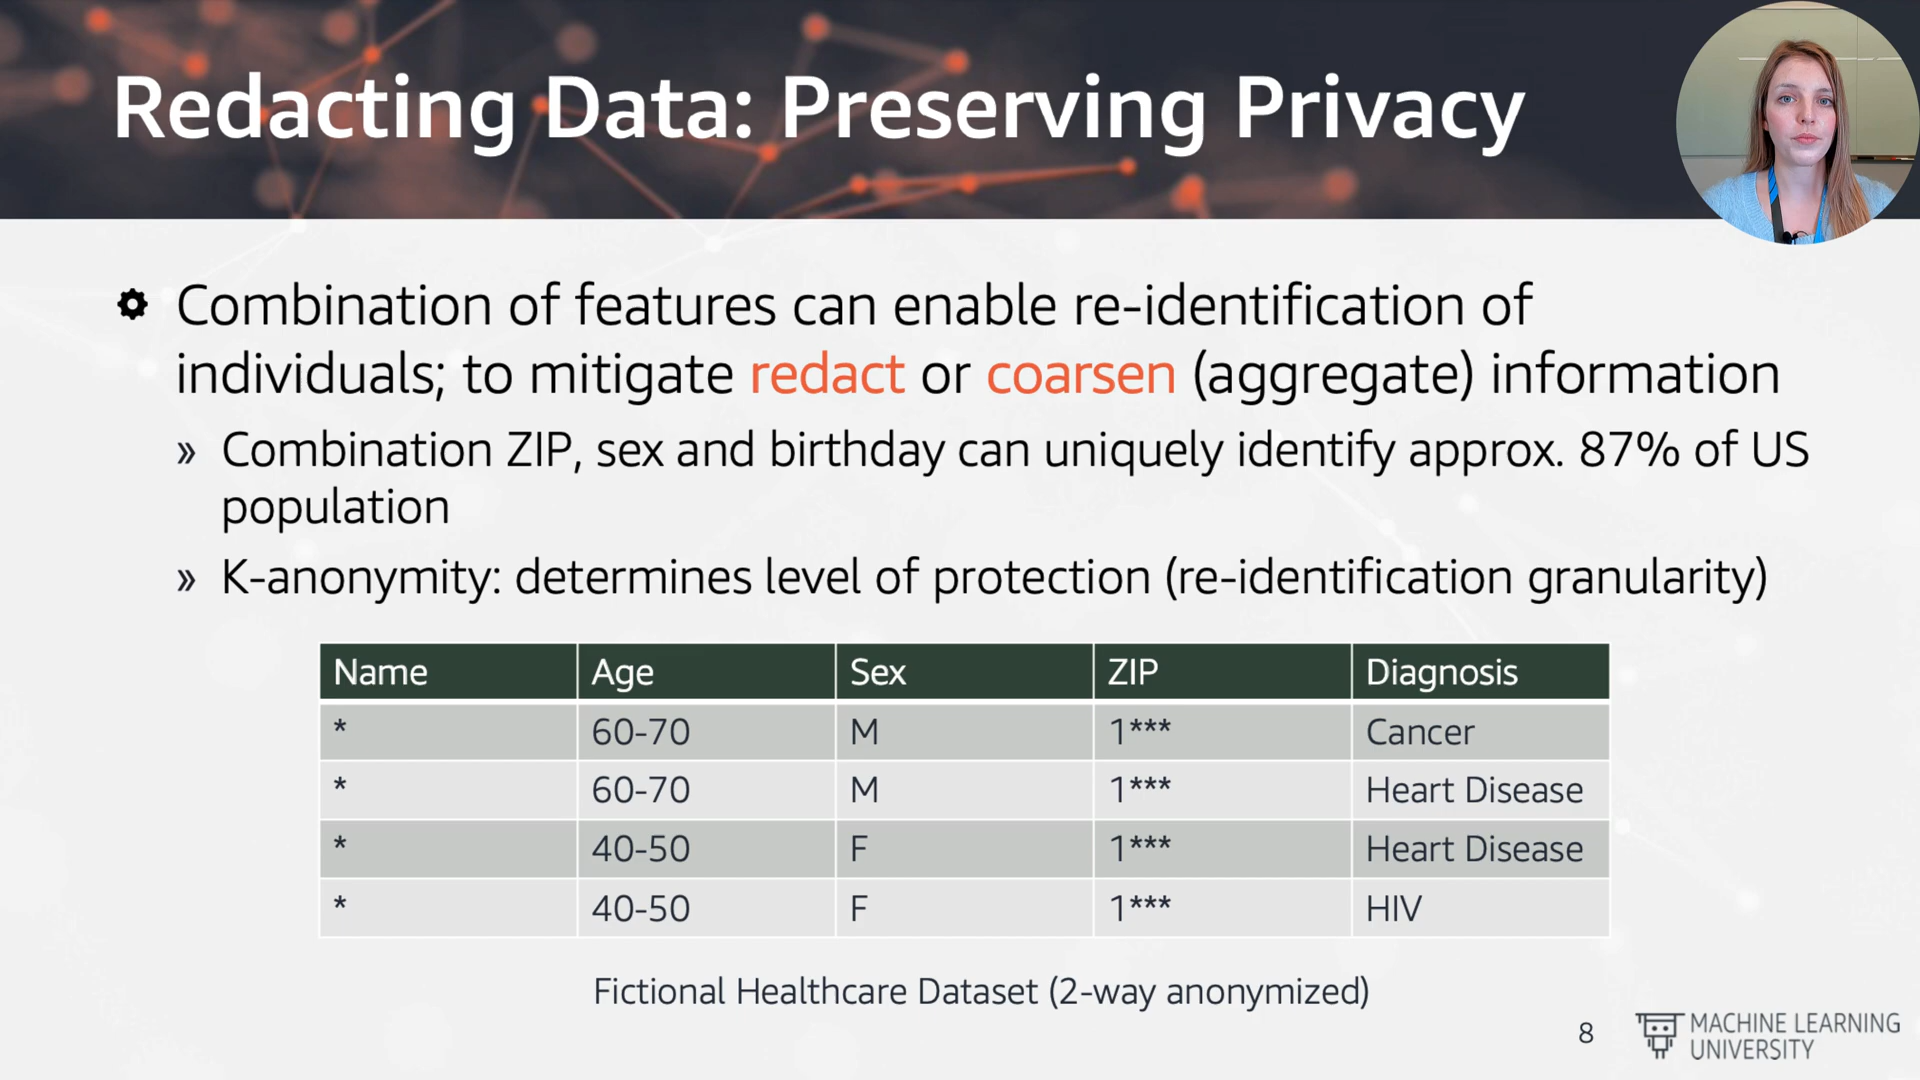 Redacting Data: Preserving Privacy
Combination of features can enable re-identification of
individuals; to mitigate redact or coarsen (aggregate) information
» Combination ZIP, sex and birthday can uniquely identify approx. 87% of US
population
» K-anonymity: determines level of protection (re-identification granularity)
Name Age Sex ZIP Diagnosis
* 60-70 M 1*** Cancer
* 60-70 M 1*** Heart Disease
* 40-50 F 1*** Heart Disease
* 40-50 F 1*** HIV
Fictional Healthcare Dataset (2-way anonymized)
8
MACHINE LEARNING
UNIVERSITY